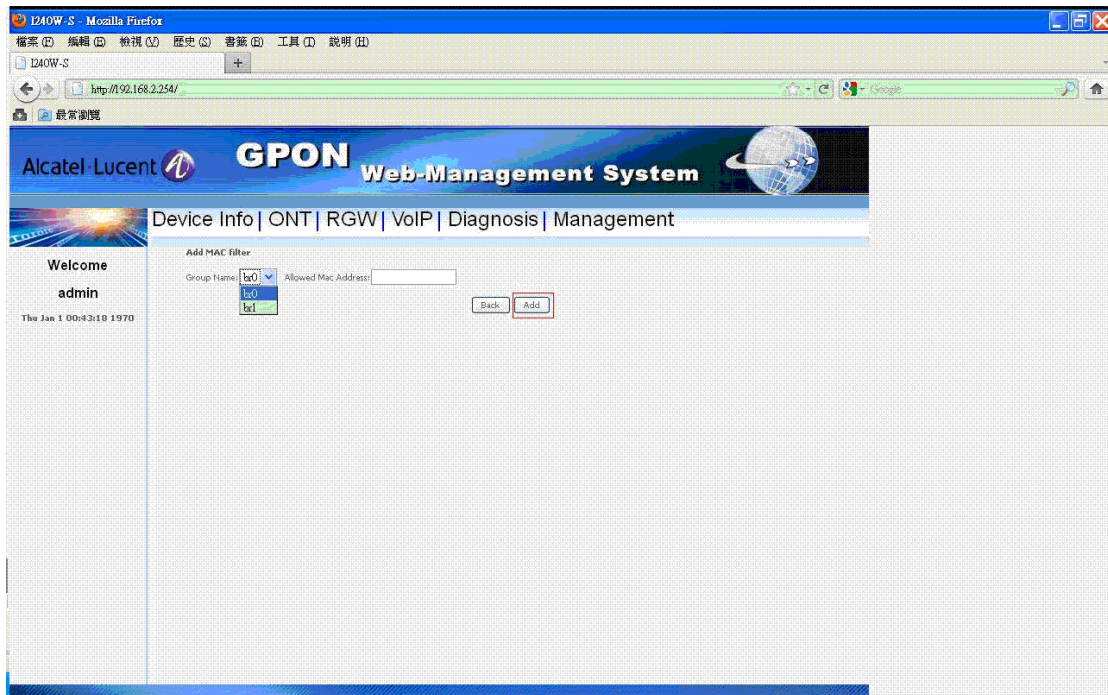 I240W-S - Mozilla Firefox
檔案(F) 編輯(E) 檢視(V) 歷史(S) 書籤(B) 工具(T) 說明(H)
I240W-S +
http://192.168.2.254/
Google
最常瀏覽
Alcatel·Lucent
GPON
Web-Management System
Device Info | ONT | RGW | VoIP | Diagnosis | Management
Welcome
admin
Thu Jan 1 00:43:18 1970
Add MAC filter
Group Name: br0 Allowed Mac Address:
br0
br1
Back Add